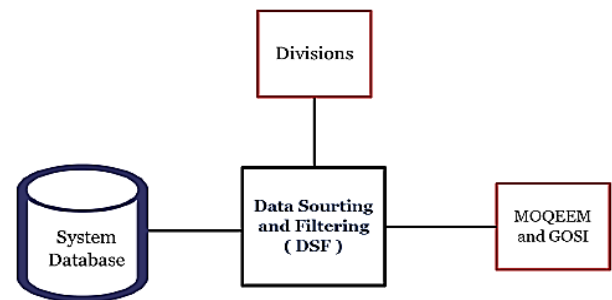 Divisions
System
Database
Data Sourting
and Filtering
( DSF )
MOQEEM
and GOSI